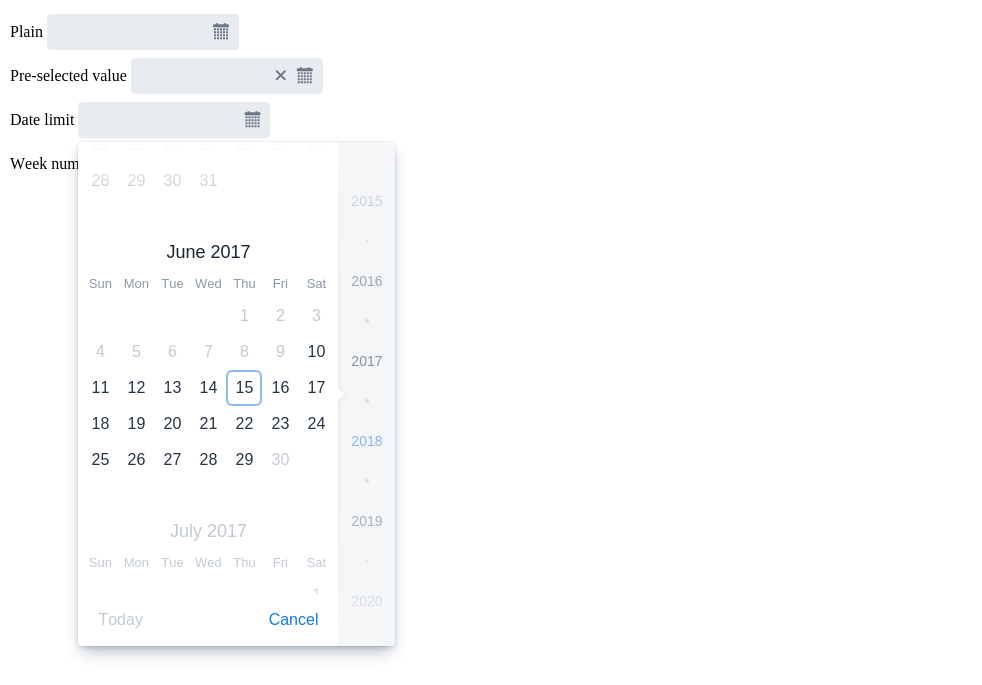 Plain
Pre-selected value
Date limit
Week num
28 29 30 31
June 2017
Sun Mon Tue Wed Thu Fri Sat
1 2 3
4 5 6 7 8 9 10
11 12 13 14 15 16 17
18 19 20 21 22 23 24
25 26 27 28 29 30
July 2017
Sun Mon Tue Wed Thu Fri Sat
1
Today Cancel
2015
2016
2017
2018
2019
2020